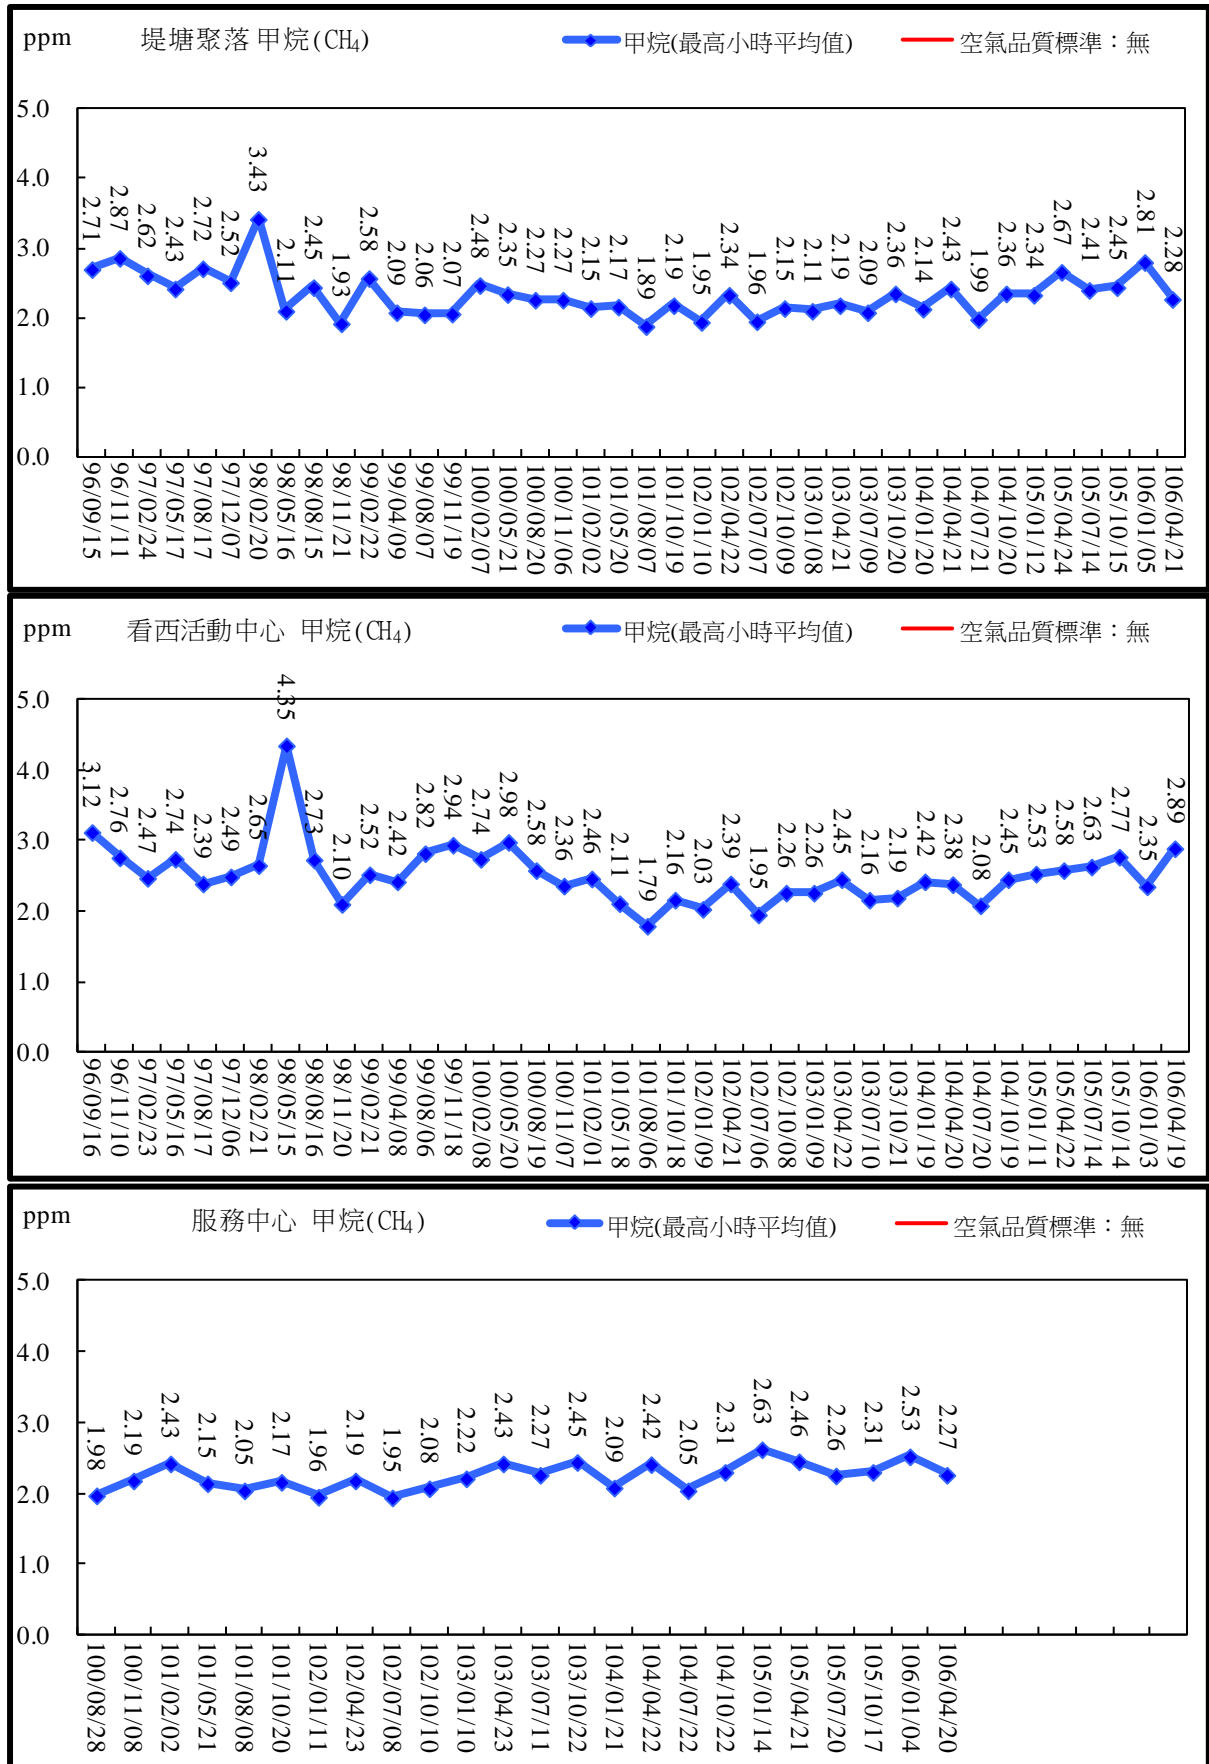 ppm 堤塘聚落 甲烷(CH₄) 甲烷(最高小時平均值) 空氣品質標準：無
5.0
4.0
3.0
2.0
1.0
0.0
2.71 2.87 2.62 2.43 2.72 2.52 3.43 2.11 2.45 1.93 2.58 2.09 2.06 2.07 2.48 2.35 2.27 2.27 2.15 2.17 1.89 2.19 1.95 2.34 1.96 2.15 2.11 2.19 2.09 2.36 2.14 2.43 1.99 2.36 2.34 2.67 2.41 2.45 2.81 2.28
96/09/15 96/11/11 97/02/24 97/05/17 97/08/17 97/12/07 98/02/20 98/05/16 98/08/15 98/11/21 99/02/22 99/04/09 99/08/07 99/11/19 100/02/07 100/05/21 100/08/20 100/11/06 101/02/02 101/05/20 101/08/07 101/10/19 102/01/10 102/04/22 102/07/07 102/10/09 103/01/08 103/04/21 103/07/09 103/10/20 104/01/20 104/04/21 104/07/21 104/10/20 105/01/12 105/04/24 105/07/14 105/10/15 106/01/05 106/04/21
ppm 看西活動中心 甲烷(CH₄) 甲烷(最高小時平均值) 空氣品質標準：無
5.0
4.0
3.0
2.0
1.0
0.0
3.12 2.76 2.47 2.74 2.39 2.49 2.65 4.35 2.73 2.10 2.52 2.42 2.82 2.94 2.74 2.98 2.58 2.36 2.46 2.11 1.79 2.16 2.03 2.39 1.95 2.26 2.26 2.45 2.16 2.19 2.42 2.38 2.08 2.45 2.53 2.58 2.63 2.77 2.35 2.89
96/09/16 96/11/10 97/02/23 97/05/16 97/08/17 97/12/06 98/02/21 98/05/15 98/08/16 98/11/20 99/02/21 99/04/08 99/08/06 99/11/18 100/02/08 100/05/20 100/08/19 100/11/07 101/02/01 101/05/18 101/08/06 101/10/18 102/01/09 102/04/21 102/07/06 102/10/08 103/01/09 103/04/22 103/07/10 103/10/21 104/01/19 104/04/20 104/07/20 104/10/19 105/01/11 105/04/22 105/07/14 105/10/14 106/01/03 106/04/19
ppm 服務中心 甲烷(CH₄) 甲烷(最高小時平均值) 空氣品質標準：無
5.0
4.0
3.0
2.0
1.0
0.0
1.98 2.19 2.43 2.15 2.05 2.17 1.96 2.19 1.95 2.08 2.22 2.43 2.27 2.45 2.09 2.42 2.05 2.31 2.63 2.46 2.26 2.31 2.53 2.27
100/08/28 100/11/08 101/02/02 101/05/21 101/08/08 101/10/20 102/01/11 102/04/23 102/07/08 102/10/10 103/01/10 103/04/23 103/07/11 103/10/22 104/01/21 104/04/22 104/07/22 104/10/22 105/01/14 105/04/21 105/07/20 105/10/17 106/01/04 106/04/20